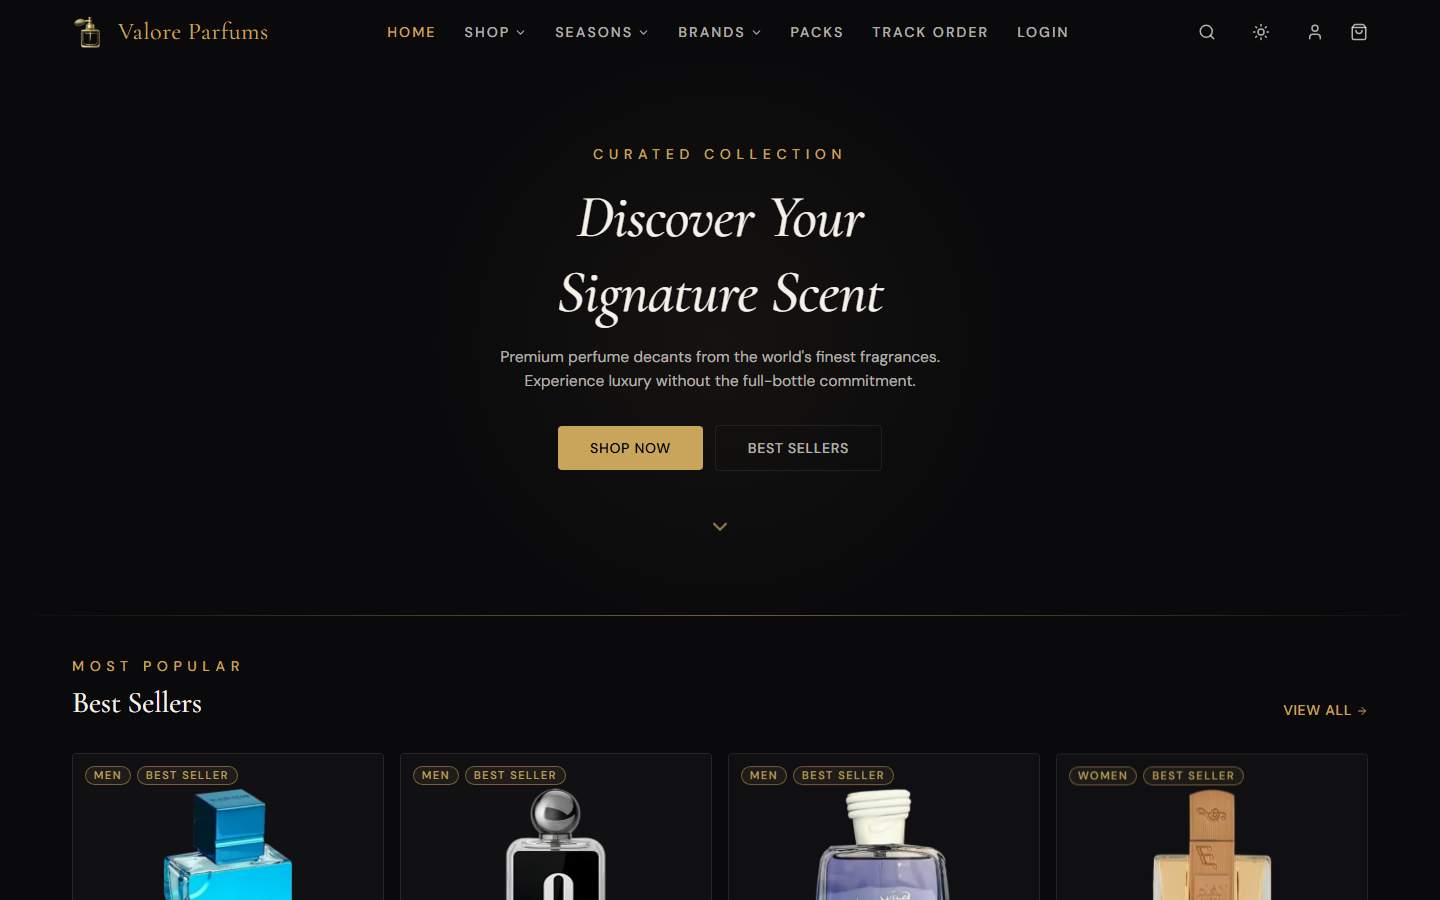 Valore Parfums
HOME SHOP SEASONS BRANDS PACKS TRACK ORDER LOGIN
CURATED COLLECTION
Discover Your
Signature Scent
Premium perfume decants from the world's finest fragrances.
Experience luxury without the full-bottle commitment.
SHOP NOW BEST SELLERS
MOST POPULAR
Best Sellers
VIEW ALL →
MEN BEST SELLER
MEN BEST SELLER
MEN BEST SELLER
WOMEN BEST SELLER